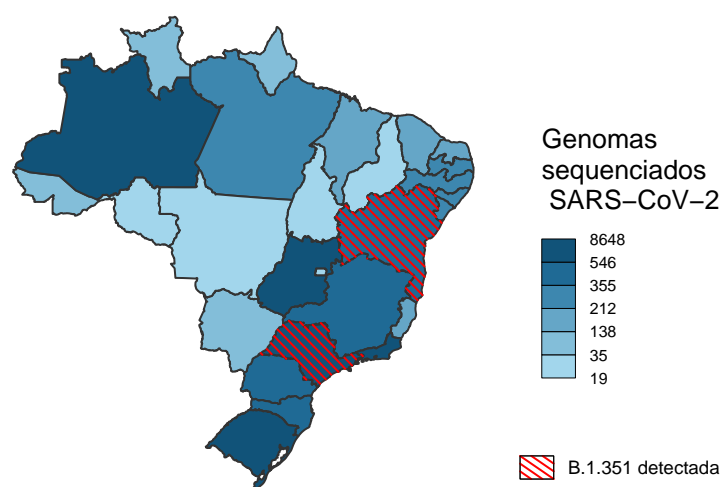 Genomas
sequenciados
SARS−CoV−2
8648
546
355
212
138
35
19
B.1.351 detectada